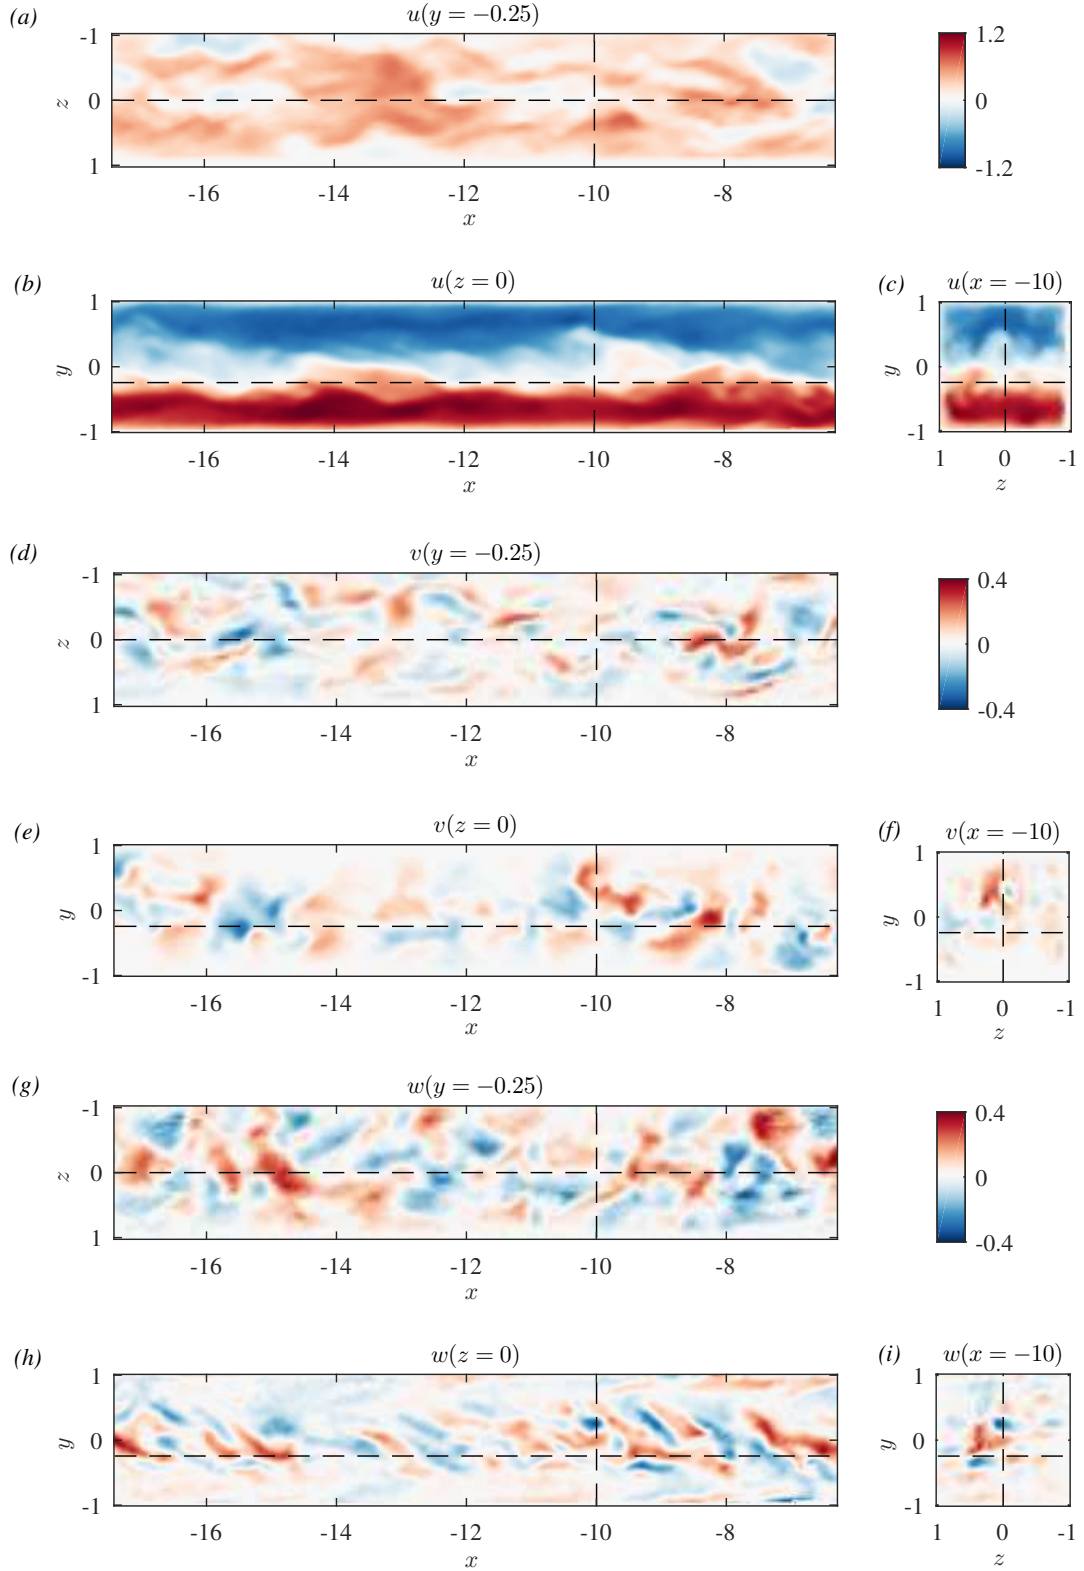 (a)
u(y = −0.25)
-1
0
1
z
-16
-14
-12
-10
-8
x
1.2
0
-1.2
(b)
u(z = 0)
1
0
-1
y
-16
-14
-12
-10
-8
x
(c)
u(x = −10)
1
0
-1
y
1
0
-1
z
(d)
v(y = −0.25)
-1
0
1
z
-16
-14
-12
-10
-8
x
0.4
0
-0.4
(e)
v(z = 0)
1
0
-1
y
-16
-14
-12
-10
-8
x
(f)
v(x = −10)
1
0
-1
y
1
0
-1
z
(g)
w(y = −0.25)
-1
0
1
z
-16
-14
-12
-10
-8
x
0.4
0
-0.4
(h)
w(z = 0)
1
0
-1
y
-16
-14
-12
-10
-8
x
(i)
w(x = −10)
1
0
-1
y
1
0
-1
z